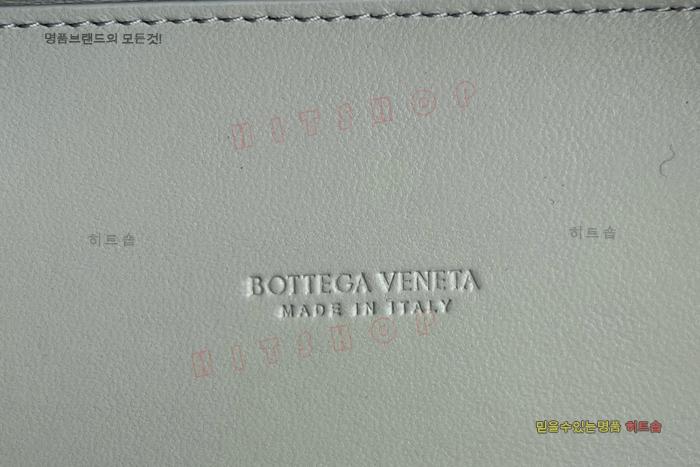 명품브랜드의 모든것!
HITSHOP
히트숍
히트숍
BOTTEGA VENETA
MADE IN ITALY
HITSHOP
믿을수있는명품 히트숍